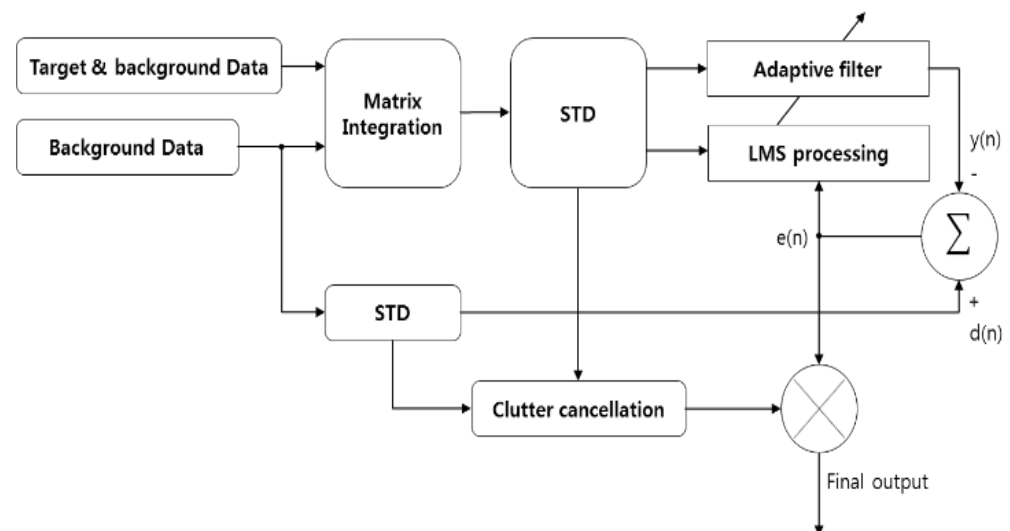 Target & background Data
Background Data
Matrix
Integration
STD
Adaptive filter
LMS processing
y(n)
-
∑
e(n)
+
d(n)
STD
Clutter cancellation
Final output